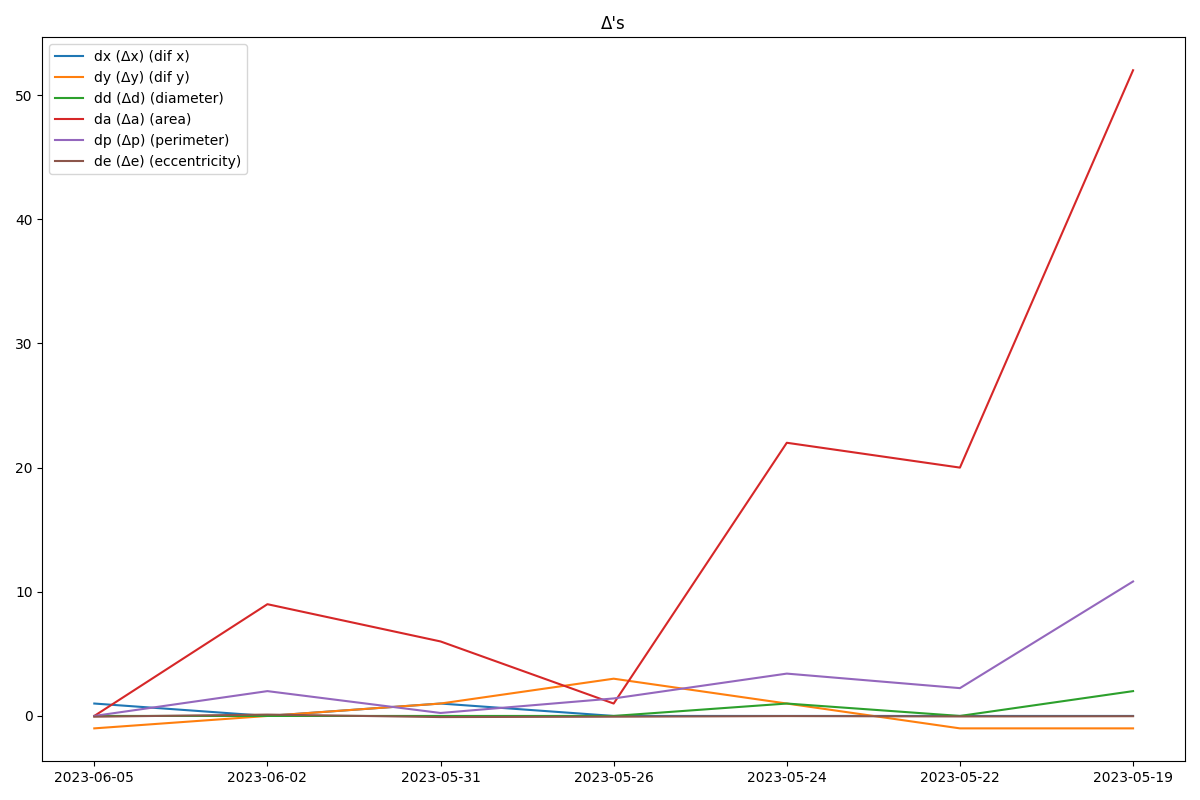 Δ's
dx (Δx) (dif x)
dy (Δy) (dif y)
dd (Δd) (diameter)
da (Δa) (area)
dp (Δp) (perimeter)
de (Δe) (eccentricity)
50
40
30
20
10
0
2023-06-05 2023-06-02 2023-05-31 2023-05-26 2023-05-24 2023-05-22 2023-05-19